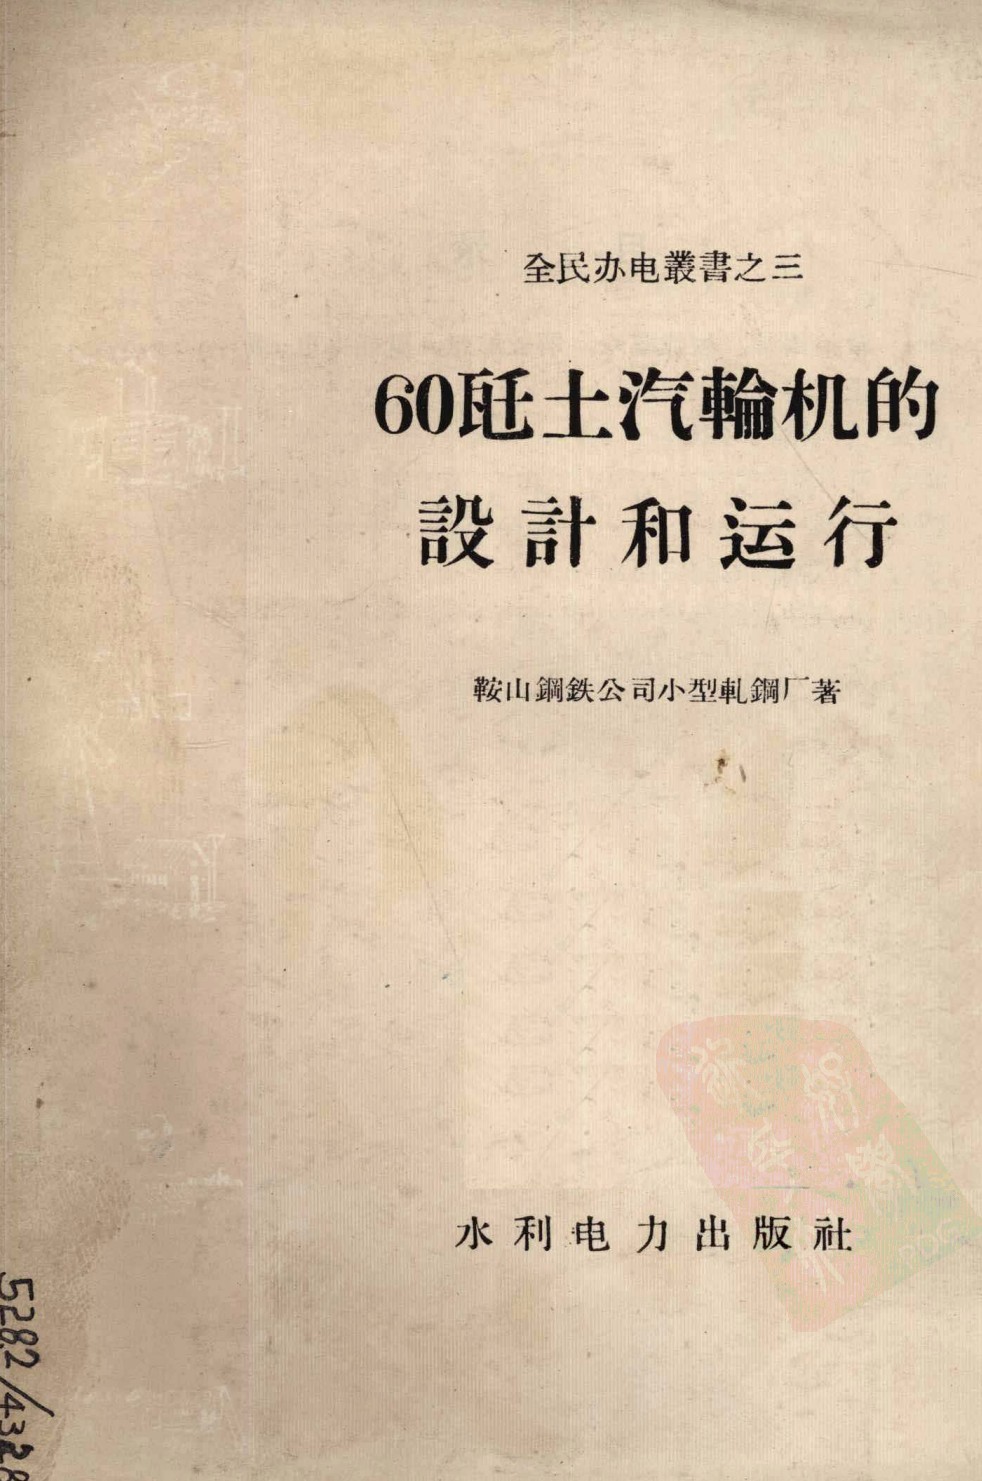 全民办电叢書之三
60瓩土汽輪机的
設計和运行
鞍山鋼鉄公司小型軋鋼厂著
水利电力出版社
5282/4328